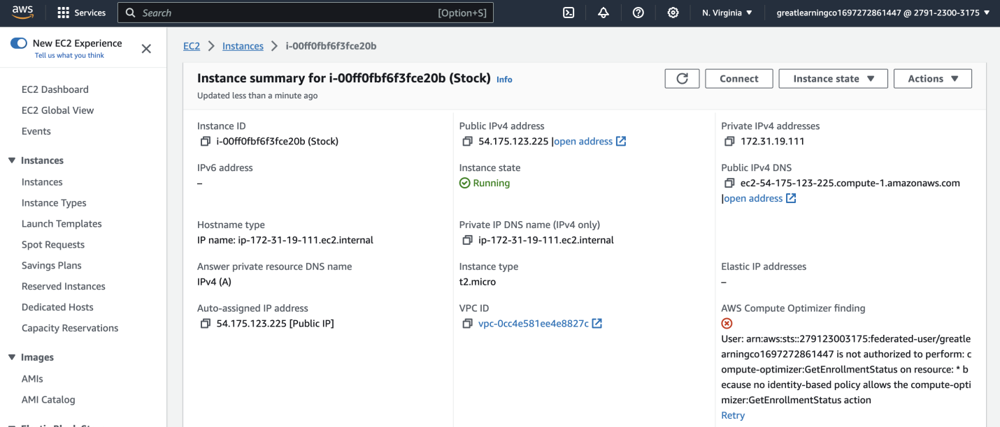 aws
Services
Search
[Option+S]
N. Virginia
greatlearningco1697272861447 @ 2791-2300-3175
New EC2 Experience
Tell us what you think
EC2 Dashboard
EC2 Global View
Events
Instances
Instances
Instance Types
Launch Templates
Spot Requests
Savings Plans
Reserved Instances
Dedicated Hosts
Capacity Reservations
Images
AMIs
AMI Catalog
EC2 > Instances > i-00ff0fbf6f3fce20b
Instance summary for i-00ff0fbf6f3fce20b (Stock) Info
Updated less than a minute ago
Connect
Instance state
Actions
Instance ID
i-00ff0fbf6f3fce20b (Stock)
IPv6 address
–
Hostname type
IP name: ip-172-31-19-111.ec2.internal
Answer private resource DNS name
IPv4 (A)
Auto-assigned IP address
54.175.123.225 [Public IP]
Public IPv4 address
54.175.123.225 |open address
Instance state
Running
Private IP DNS name (IPv4 only)
ip-172-31-19-111.ec2.internal
Instance type
t2.micro
VPC ID
vpc-0cc4e581ee4e8827c
Private IPv4 addresses
172.31.19.111
Public IPv4 DNS
ec2-54-175-123-225.compute-1.amazonaws.com
|open address
Elastic IP addresses
–
AWS Compute Optimizer finding
User: arn:aws:sts::279123003175:federated-user/greatle
arningco1697272861447 is not authorized to perform: c
ompute-optimizer:GetEnrollmentStatus on resource: * b
ecause no identity-based policy allows the compute-opti
mizer:GetEnrollmentStatus action
Retry